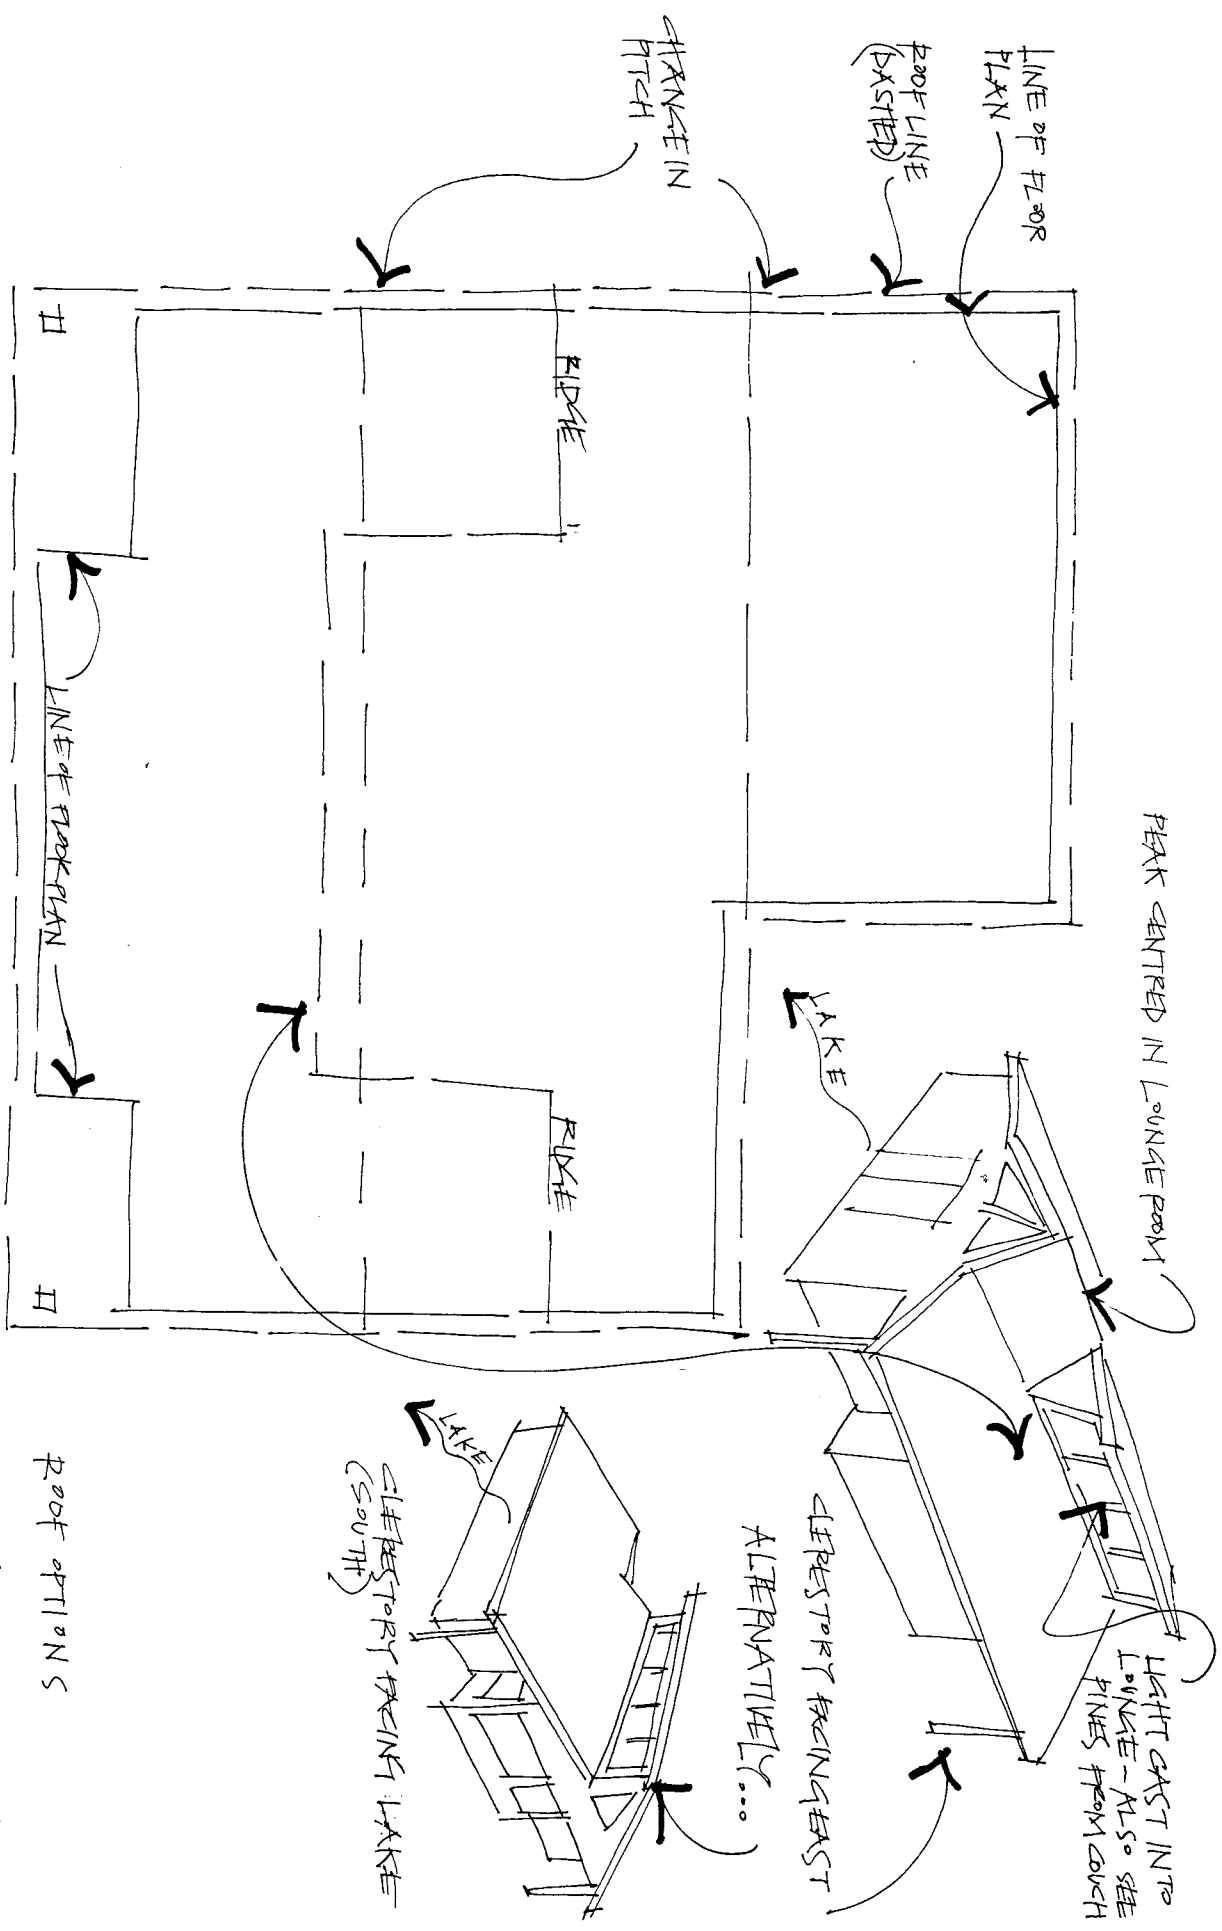 LINE OF FLOOR
PLAN
ROOF LINE
(DASHED)
CHANGE IN
PITCH
RIDGE
RIDGE
LINE OF FLOOR PLAN
PEAK CENTRED IN LOUNGE ROOM
LAKE
LIGHT CAST INTO
LOUNGE - ALSO SEE
PINES FROM COUCH
CLERESTORY FACING EAST
ALTERNATIVELY...
LAKE
CLERESTORY FACING LAKE
(SOUTH)
ROOF OPTIONS